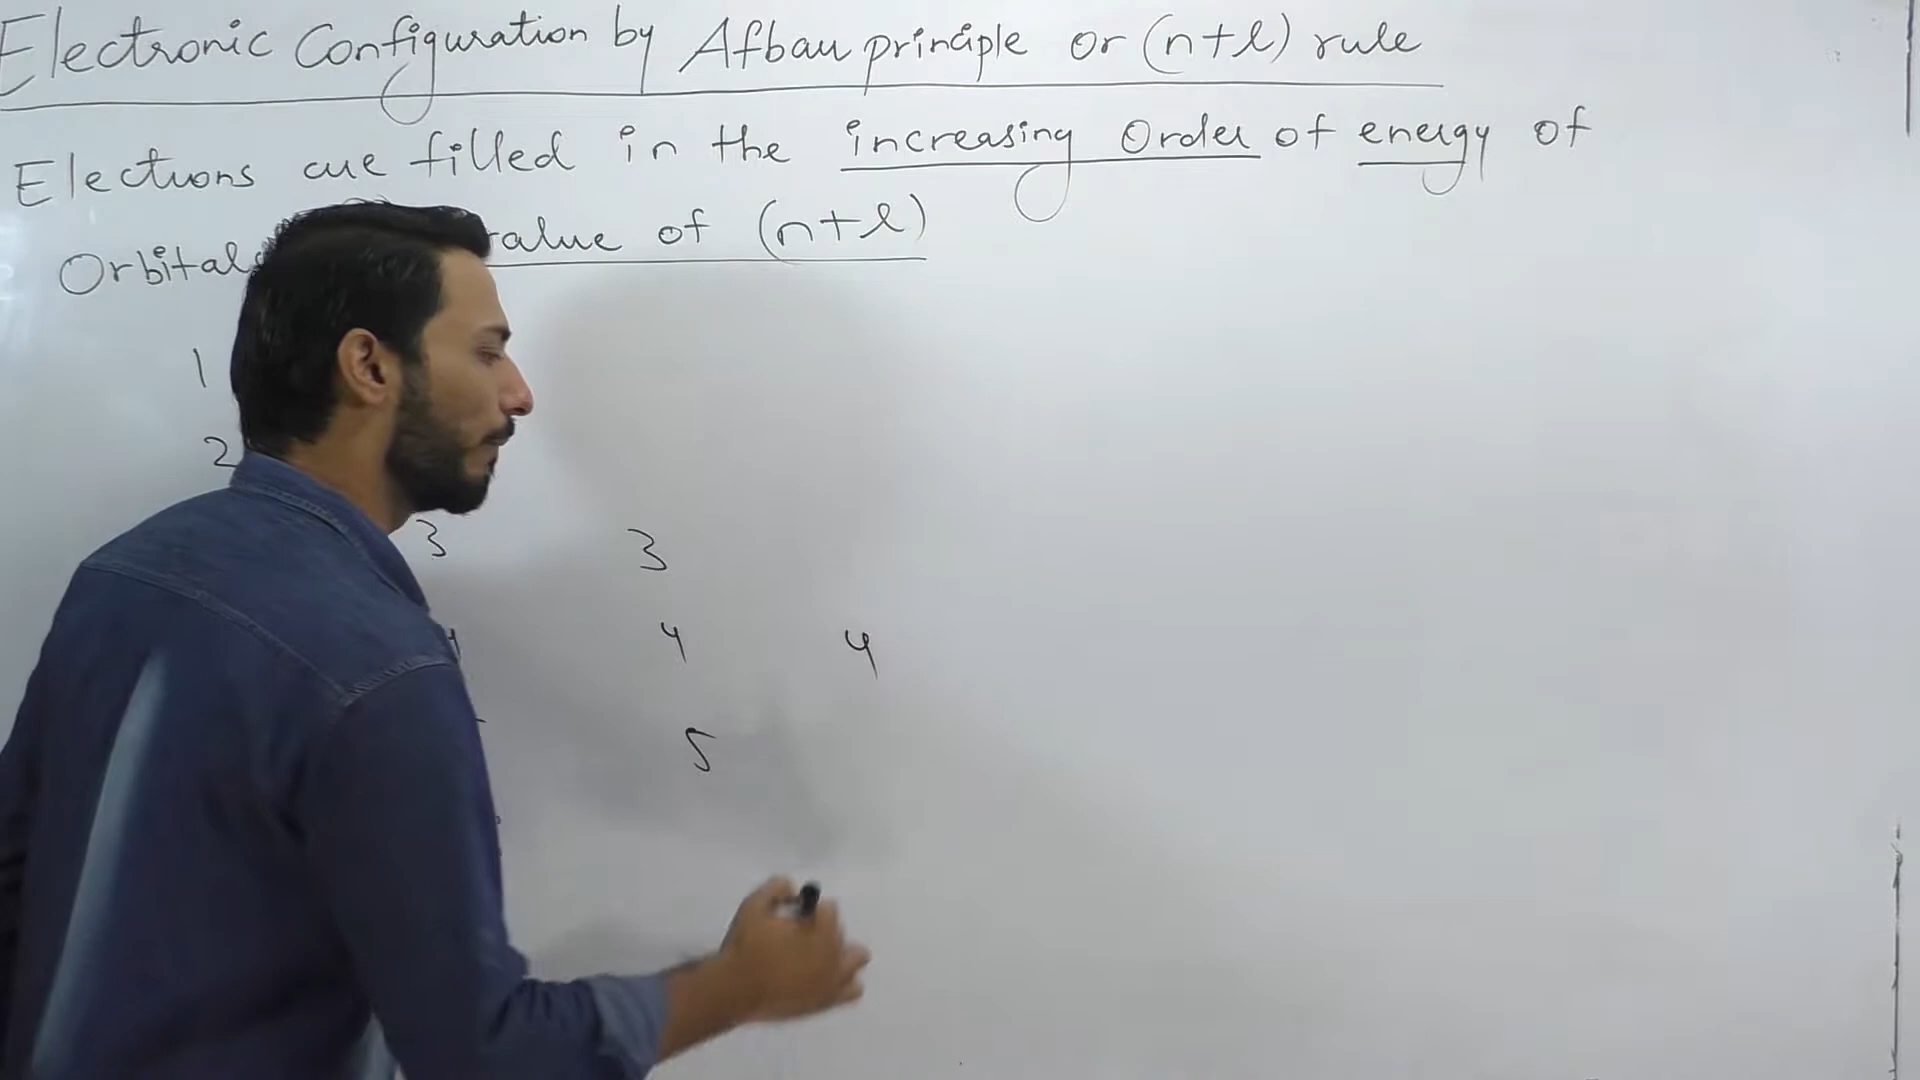 Electronic Configuration by Afbau principle or (n+l) rule
Electrons are filled in the increasing Order of energy of
Orbital value of (n+l)
1
2
3 3
4 4
5